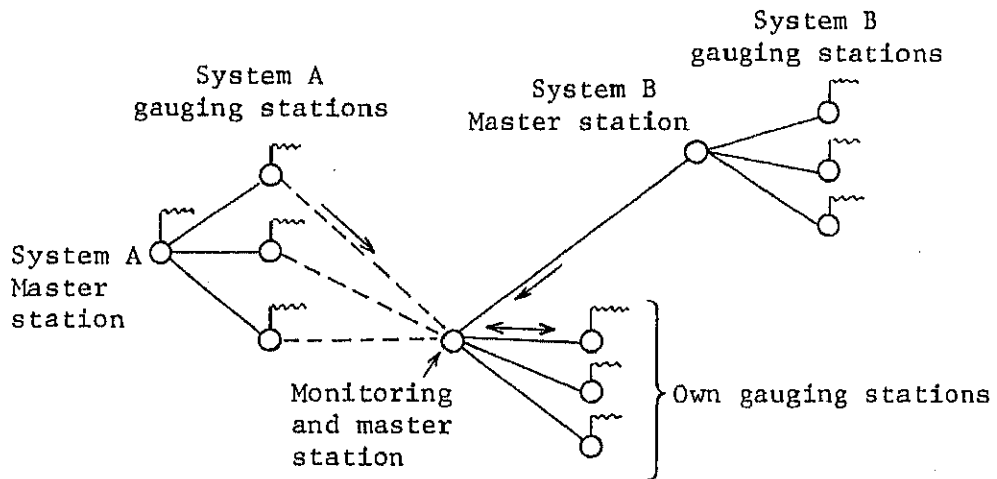 System B
gauging stations
System A
gauging stations
System B
Master station
System A
Master
station
Monitoring
and master
station
Own gauging stations